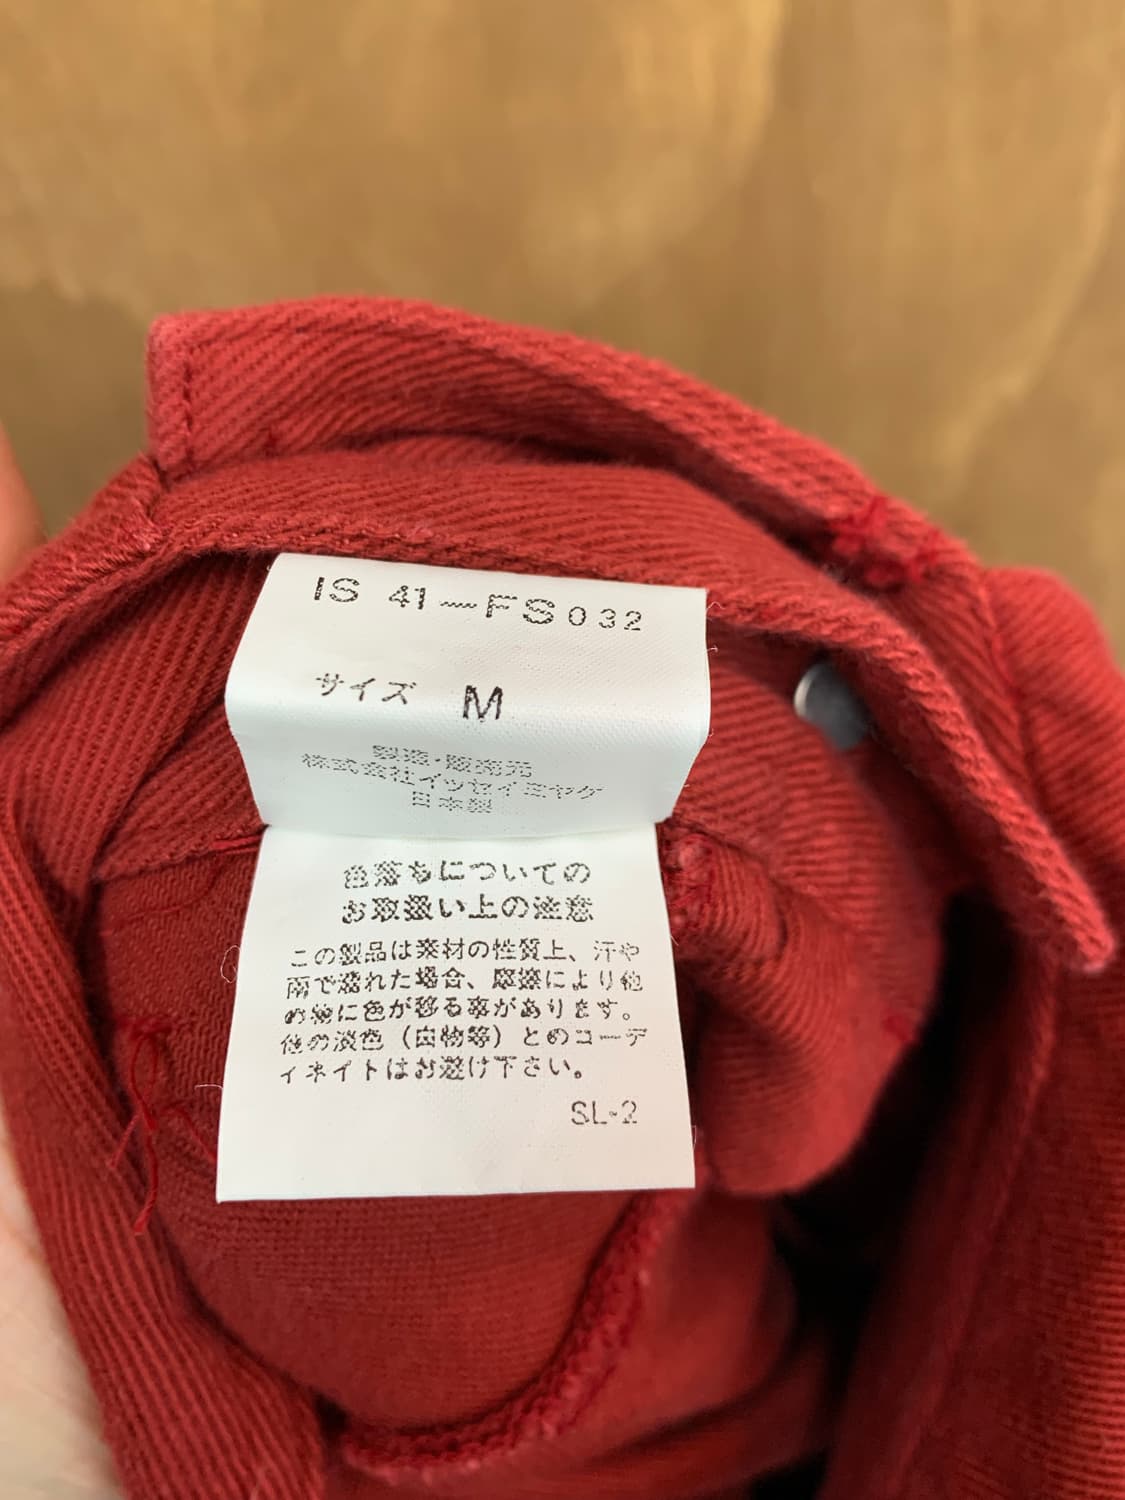 IS 41-FS032
サイズ M
製造・販売元
株式会社イッセイミヤケ
日本製
色落ちについての
お取扱い上の注意
この製品は素材の性質上、汗や
雨で濡れた場合、摩擦により他
の物に色が移る事があります。
他の淡色（白物等）とのコーデ
ィネイトはお避け下さい。
SL-2